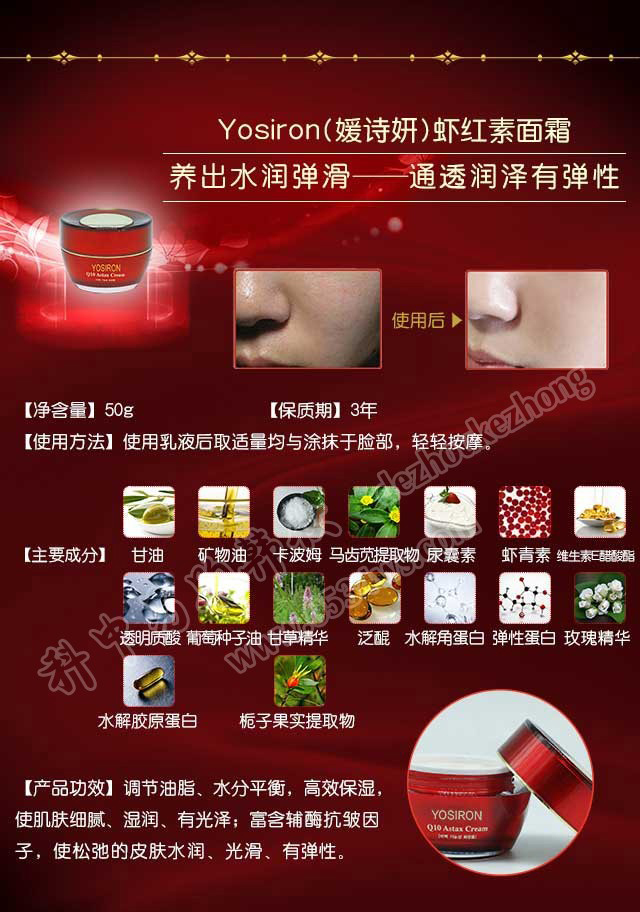 Yosiron(媛诗妍)虾红素面霜
养出水润弹滑——通透润泽有弹性
YOSIRON
Q10 Astax Cream
使用后
【净含量】50g 【保质期】3年
【使用方法】使用乳液后取适量均与涂抹于脸部，轻轻按摩。
【主要成分】 甘油 矿物油 卡波姆 马齿苋提取物 尿囊素 虾青素 维生素E醋酸酯
透明质酸 葡萄种子油 甘草精华 泛醌 水解角蛋白 弹性蛋白 玫瑰精华
水解胶原蛋白 栀子果实提取物
【产品功效】调节油脂、水分平衡，高效保湿，
使肌肤细腻、湿润、有光泽；富含辅酶抗皱因
子，使松弛的皮肤水润、光滑、有弹性。
YOSIRON
Q10 Astax Cream